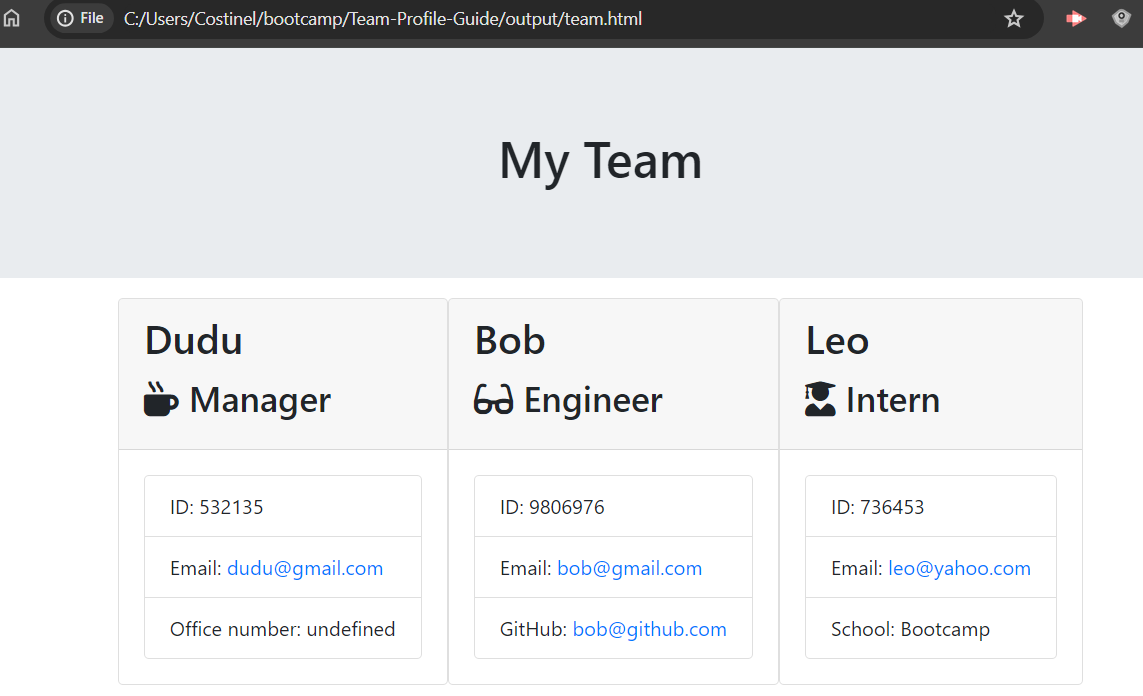 File C:/Users/Costinel/bootcamp/Team-Profile-Guide/output/team.html
My Team
Dudu
Manager
ID: 532135
Email: dudu@gmail.com
Office number: undefined
Bob
Engineer
ID: 9806976
Email: bob@gmail.com
GitHub: bob@github.com
Leo
Intern
ID: 736453
Email: leo@yahoo.com
School: Bootcamp